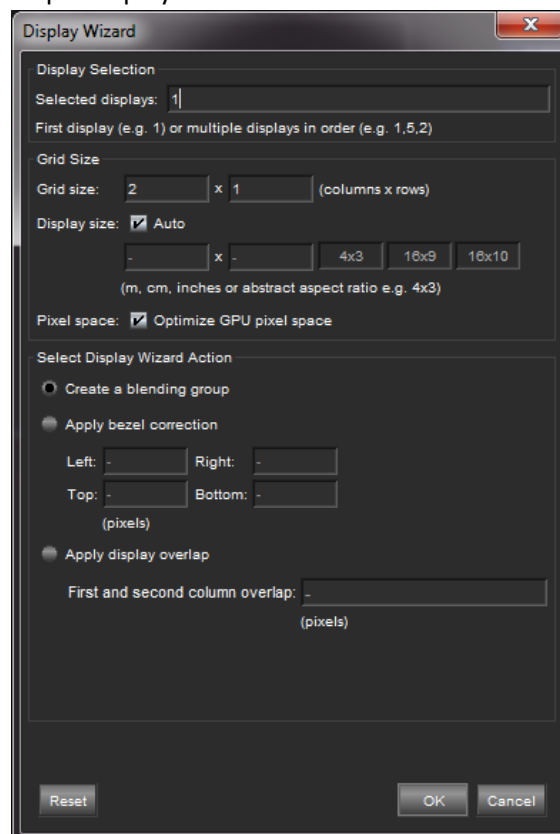 Display Wizard
Display Selection
Selected displays: 1
First display (e.g. 1) or multiple displays in order (e.g. 1,5,2)
Grid Size
Grid size: 2 x 1 (columns x rows)
Display size: Auto
- x - 4x3 16x9 16x10
(m, cm, inches or abstract aspect ratio e.g. 4x3)
Pixel space: Optimize GPU pixel space
Select Display Wizard Action
Create a blending group
Apply bezel correction
Left: - Right: -
Top: - Bottom: -
(pixels)
Apply display overlap
First and second column overlap: -
(pixels)
Reset OK Cancel